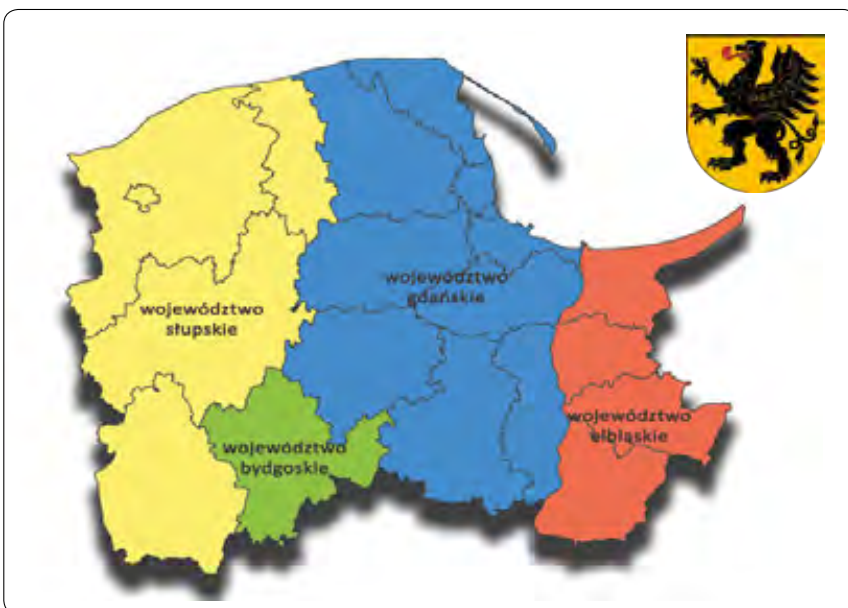 województwo
gdańskie
województwo
słupskie
województwo
elbląskie
województwo
bydgoskie